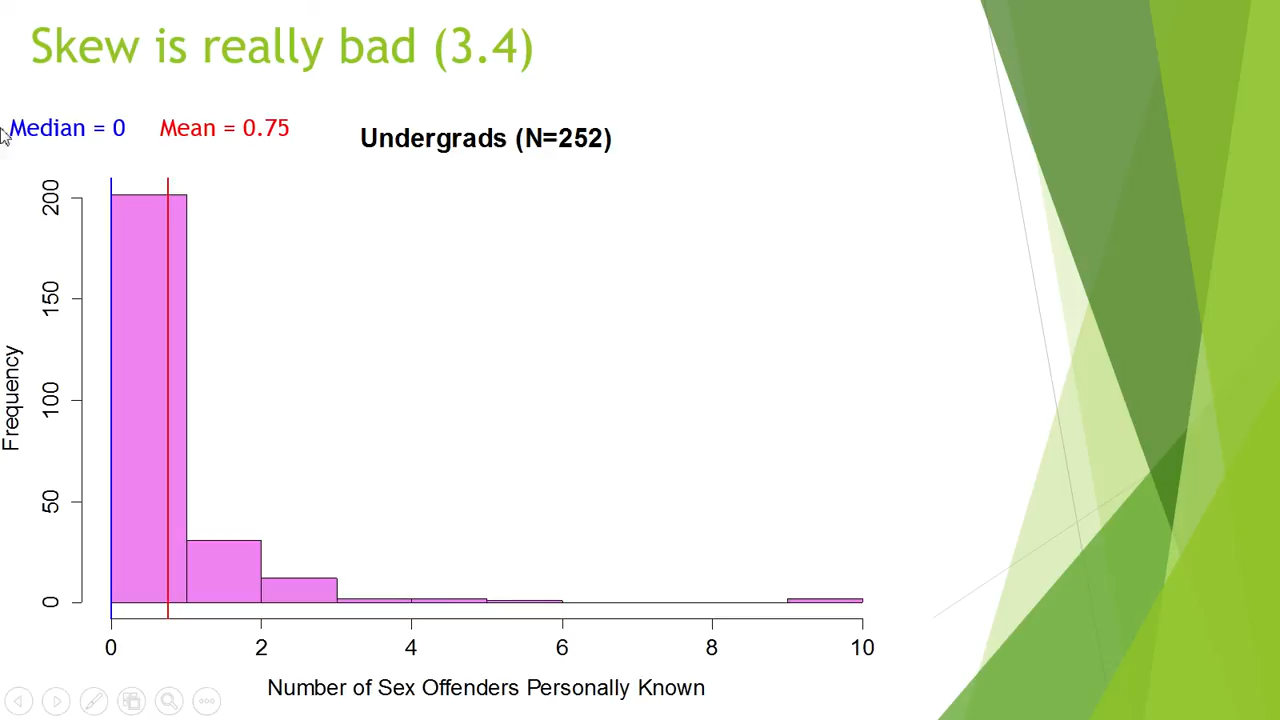 Skew is really bad (3.4)
Median = 0
Mean = 0.75
Undergrads (N=252)
Frequency
200
150
100
50
0
0 2 4 6 8 10
Number of Sex Offenders Personally Known